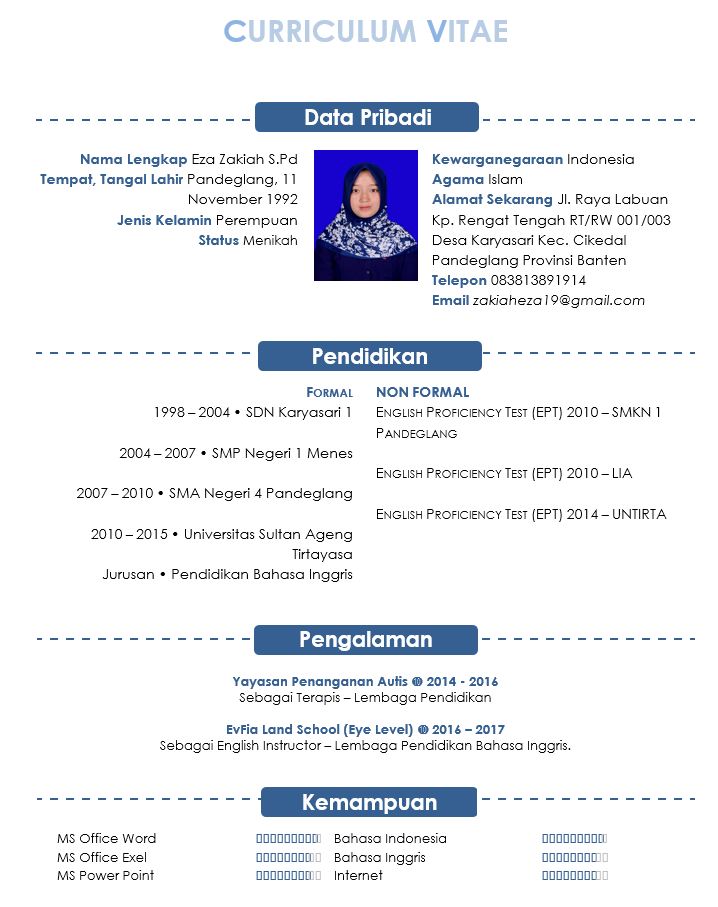 CURRICULUM VITAE
Data Pribadi
Nama Lengkap Eza Zakiah S.Pd
Tempat, Tangal Lahir Pandeglang, 11
November 1992
Jenis Kelamin Perempuan
Status Menikah
Kewarganegaraan Indonesia
Agama Islam
Alamat Sekarang Jl. Raya Labuan
Kp. Rengat Tengah RT/RW 001/003
Desa Karyasari Kec. Cikedal
Pandeglang Provinsi Banten
Telepon 083813891914
Email zakiaheza19@gmail.com
Pendidikan
FORMAL
1998 – 2004 • SDN Karyasari 1
2004 – 2007 • SMP Negeri 1 Menes
2007 – 2010 • SMA Negeri 4 Pandeglang
2010 – 2015 • Universitas Sultan Ageng
Tirtayasa
Jurusan • Pendidikan Bahasa Inggris
NON FORMAL
ENGLISH PROFICIENCY TEST (EPT) 2010 – SMKN 1
PANDEGLANG
ENGLISH PROFICIENCY TEST (EPT) 2010 – LIA
ENGLISH PROFICIENCY TEST (EPT) 2014 – UNTIRTA
Pengalaman
Yayasan Penanganan Autis ⓿ 2014 - 2016
Sebagai Terapis – Lembaga Pendidikan
EvFia Land School (Eye Level) ⓿ 2016 – 2017
Sebagai English Instructor – Lembaga Pendidikan Bahasa Inggris.
Kemampuan
MS Office Word
MS Office Exel
MS Power Point
Bahasa Indonesia
Bahasa Inggris
Internet